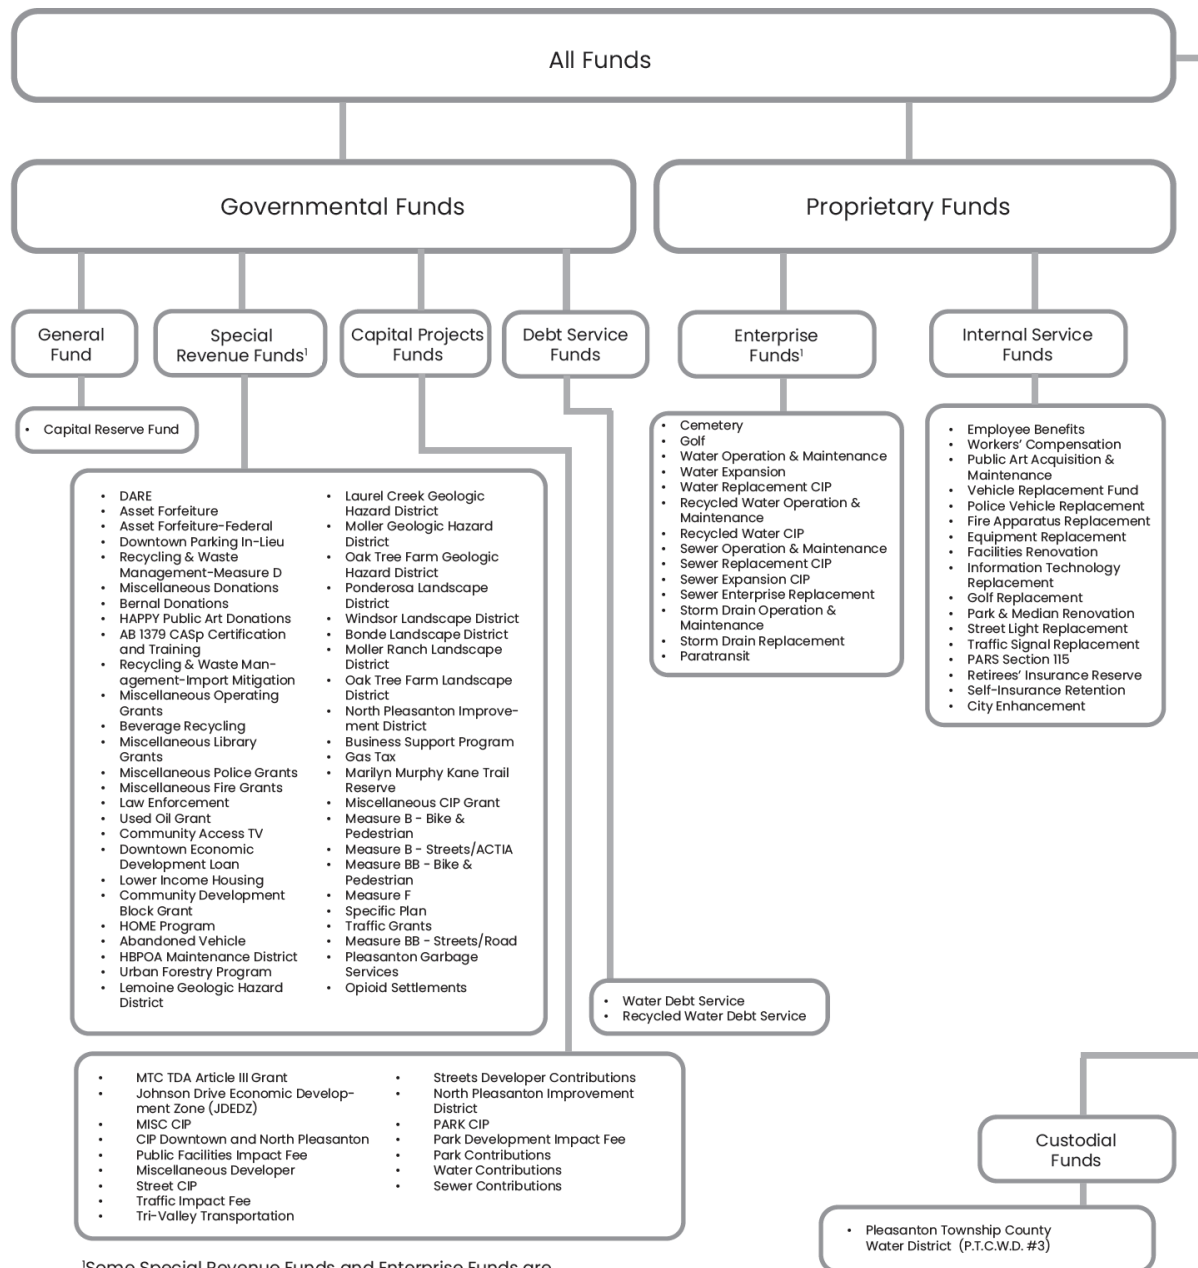 All Funds
Governmental Funds
Proprietary Funds
General
Fund
Special
Revenue Funds¹
Capital Projects
Funds
Debt Service
Funds
Enterprise
Funds¹
Internal Service
Funds
• Capital Reserve Fund
• DARE
• Asset Forfeiture
• Asset Forfeiture-Federal
• Downtown Parking In-Lieu
• Recycling & Waste
Management-Measure D
• Miscellaneous Donations
• Bernal Donations
• HAPPY Public Art Donations
• AB 1379 CASp Certification
and Training
• Recycling & Waste Man-
agement-Import Mitigation
• Miscellaneous Operating
Grants
• Beverage Recycling
• Miscellaneous Library
Grants
• Miscellaneous Police Grants
• Miscellaneous Fire Grants
• Law Enforcement
• Used Oil Grant
• Community Access TV
• Downtown Economic
Development Loan
• Lower Income Housing
• Community Development
Block Grant
• HOME Program
• Abandoned Vehicle
• HBPOA Maintenance District
• Urban Forestry Program
• Lemoine Geologic Hazard
District
• Laurel Creek Geologic
Hazard District
• Moller Geologic Hazard
District
• Oak Tree Farm Geologic
Hazard District
• Ponderosa Landscape
District
• Windsor Landscape District
• Bonde Landscape District
• Moller Ranch Landscape
District
• Oak Tree Farm Landscape
District
• North Pleasanton Improve-
ment District
• Business Support Program
• Gas Tax
• Marilyn Murphy Kane Trail
Reserve
• Miscellaneous CIP Grant
• Measure B - Bike &
Pedestrian
• Measure B - Streets/ACTIA
• Measure BB - Bike &
Pedestrian
• Measure F
• Specific Plan
• Traffic Grants
• Measure BB - Streets/Road
• Pleasanton Garbage
Services
• Opioid Settlements
• Cemetery
• Golf
• Water Operation & Maintenance
• Water Expansion
• Water Replacement CIP
• Recycled Water Operation &
Maintenance
• Recycled Water CIP
• Sewer Operation & Maintenance
• Sewer Replacement CIP
• Sewer Expansion CIP
• Sewer Enterprise Replacement
• Storm Drain Operation &
Maintenance
• Storm Drain Replacement
• Paratransit
• Employee Benefits
• Workers’ Compensation
• Public Art Acquisition &
Maintenance
• Vehicle Replacement Fund
• Police Vehicle Replacement
• Fire Apparatus Replacement
• Equipment Replacement
• Facilities Renovation
• Information Technology
Replacement
• Golf Replacement
• Park & Median Renovation
• Street Light Replacement
• Traffic Signal Replacement
• PARS Section 115
• Retirees’ Insurance Reserve
• Self-Insurance Retention
• City Enhancement
• Water Debt Service
• Recycled Water Debt Service
• MTC TDA Article III Grant
• Johnson Drive Economic Develop-
ment Zone (JDEDZ)
• MISC CIP
• CIP Downtown and North Pleasanton
• Public Facilities Impact Fee
• Miscellaneous Developer
• Street CIP
• Traffic Impact Fee
• Tri-Valley Transportation
• Streets Developer Contributions
• North Pleasanton Improvement
District
• PARK CIP
• Park Development Impact Fee
• Park Contributions
• Water Contributions
• Sewer Contributions
Custodial
Funds
• Pleasanton Township County
Water District (P.T.C.W.D. #3)
¹Some Special Revenue Funds and Enterprise Funds are